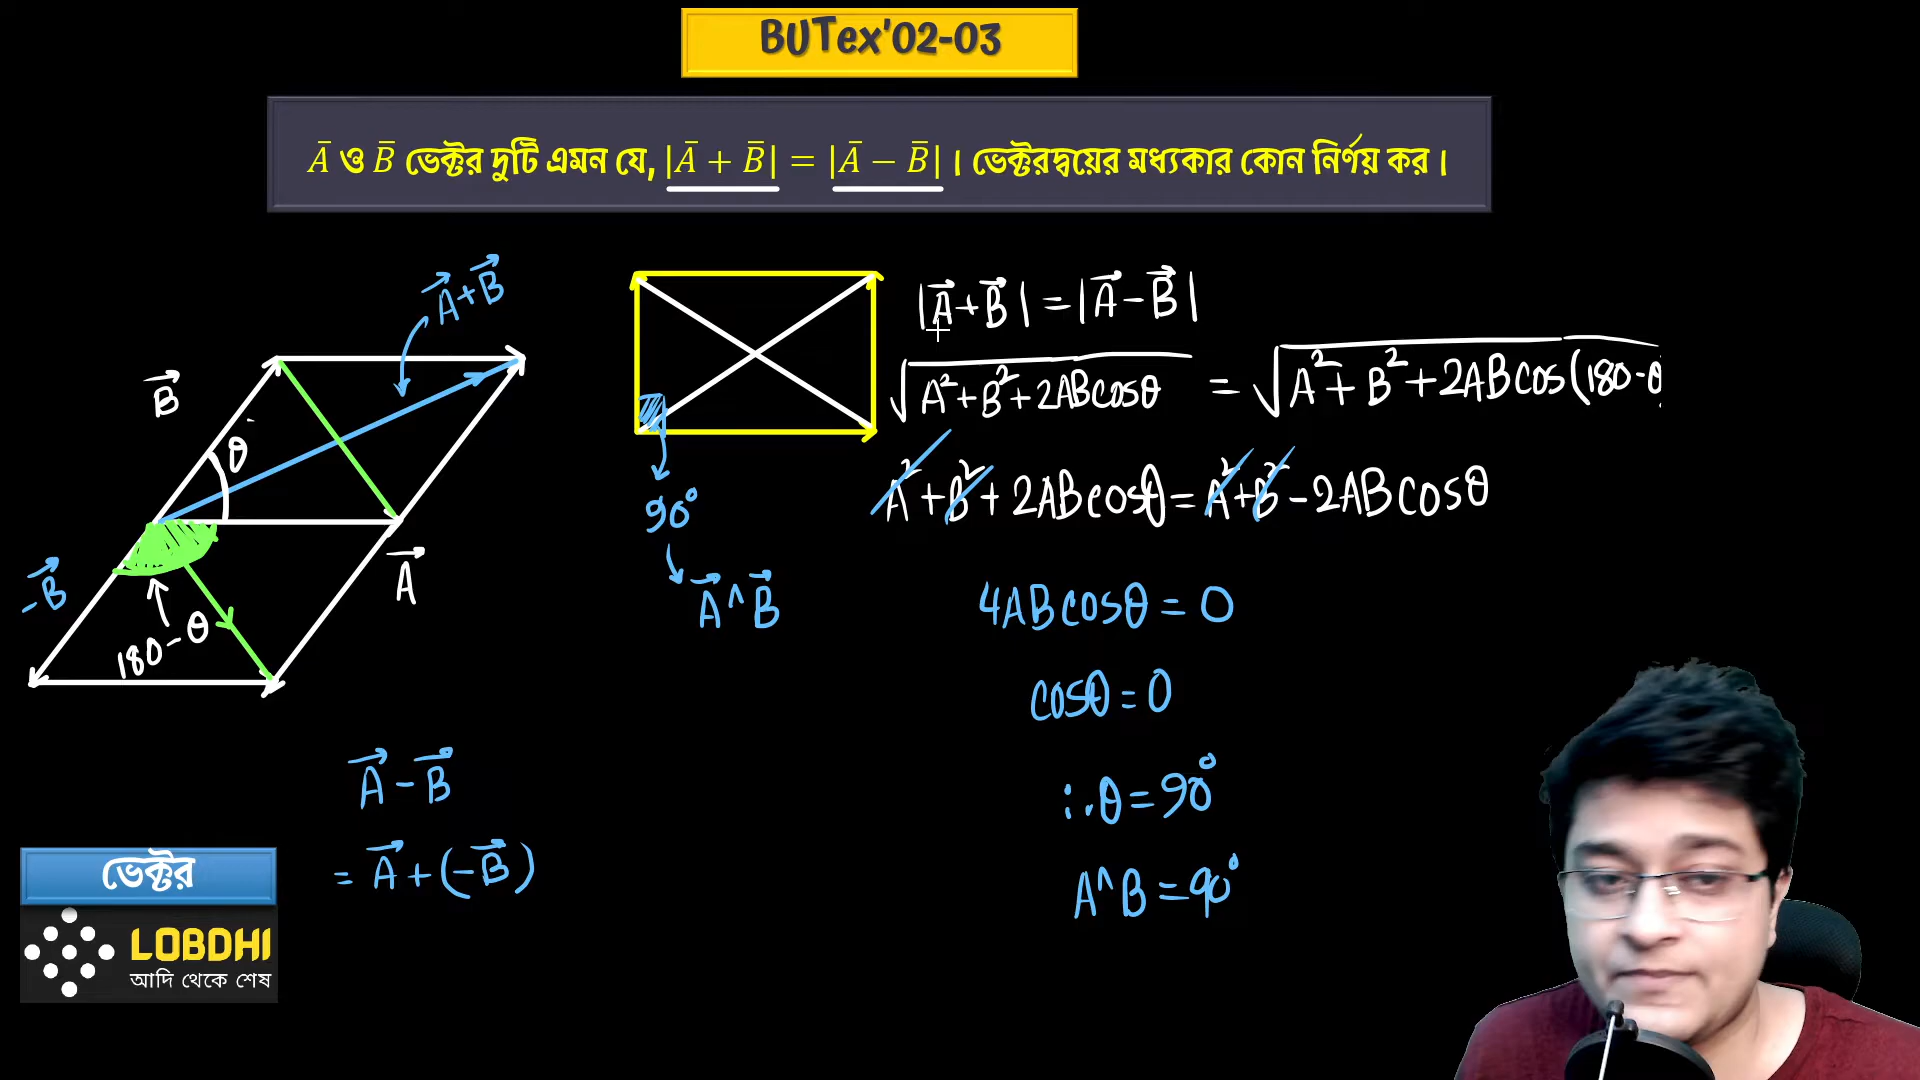 BUTex'02-03
Ā ও B̄ ভেক্টর দুটি এমন যে, |Ā + B̄| = |Ā − B̄| । ভেক্টরদ্বয়ের মধ্যকার কোন নির্ণয় কর ।
A⃗+B⃗
B⃗
θ
A⃗
-B⃗
180-θ
A⃗-B⃗
= A⃗+(-B⃗)
90°
A⃗^B⃗
|A⃗+B⃗| = |A⃗-B⃗|
√A²+B²+2ABcosθ = √A²+B²+2ABcos(180-θ
A²+B²+2ABcosθ = A²+B²-2ABcosθ
4ABcosθ = 0
cosθ = 0
∴θ = 90°
A^B = 90°
ভেক্টর
LOBDHI
আদি থেকে শেষ